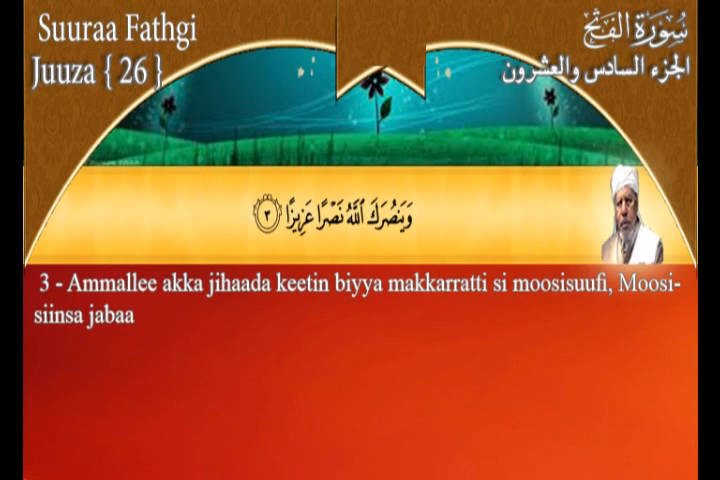 Suuraa Fathgi
سُورَةُ الفَتْحِ
Juuza { 26 }
الجزء السادس والعشرون
وَيَنصُرَكَ ٱللَّهُ نَصْرًا عَزِيزًا ٣
3 - Ammallee akka jihaada keetin biyya makkarratti si moosisuufi, Moosi-
siinsa jabaa